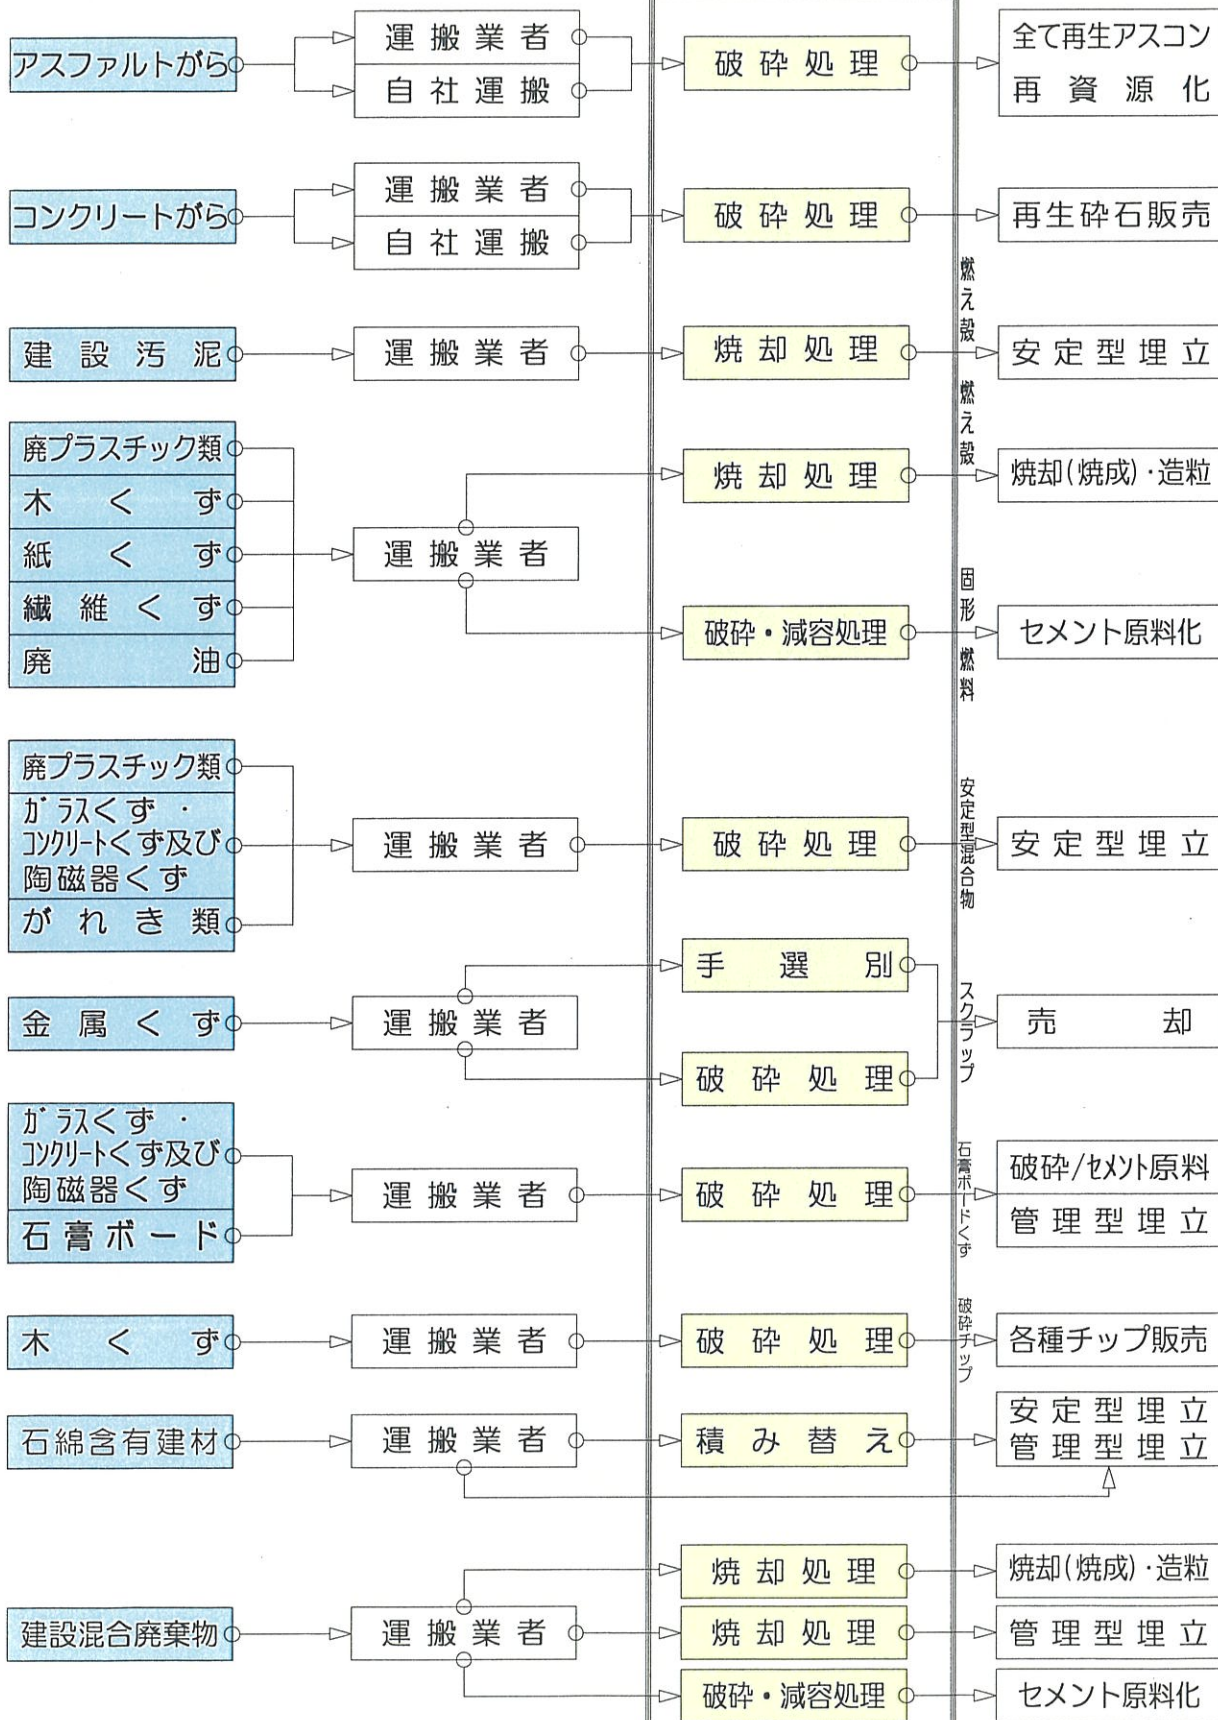 アスファルトがら
運搬業者
自社運搬
破砕処理
全て再生アスコン
再資源化
コンクリートがら
運搬業者
自社運搬
破砕処理
再生砕石販売
建設汚泥
運搬業者
焼却処理
燃え殻
安定型埋立
廃プラスチック類
木くず
紙くず
繊維くず
廃油
運搬業者
焼却処理
燃え殻
焼却(焼成)・造粒
破砕・減容処理
固形燃料
セメント原料化
廃プラスチック類
ガラスくず・
コンクリートくず及び
陶磁器くず
がれき類
運搬業者
破砕処理
安定型混合物
安定型埋立
金属くず
運搬業者
手選別
破砕処理
スクラップ
売却
ガラスくず・
コンクリートくず及び
陶磁器くず
石膏ボード
運搬業者
破砕処理
石膏ボードくず
破砕/セメント原料
管理型埋立
木くず
運搬業者
破砕処理
破砕チップ
各種チップ販売
石綿含有建材
運搬業者
積み替え
安定型埋立
管理型埋立
建設混合廃棄物
運搬業者
焼却処理
焼却(焼成)・造粒
焼却処理
管理型埋立
破砕・減容処理
セメント原料化